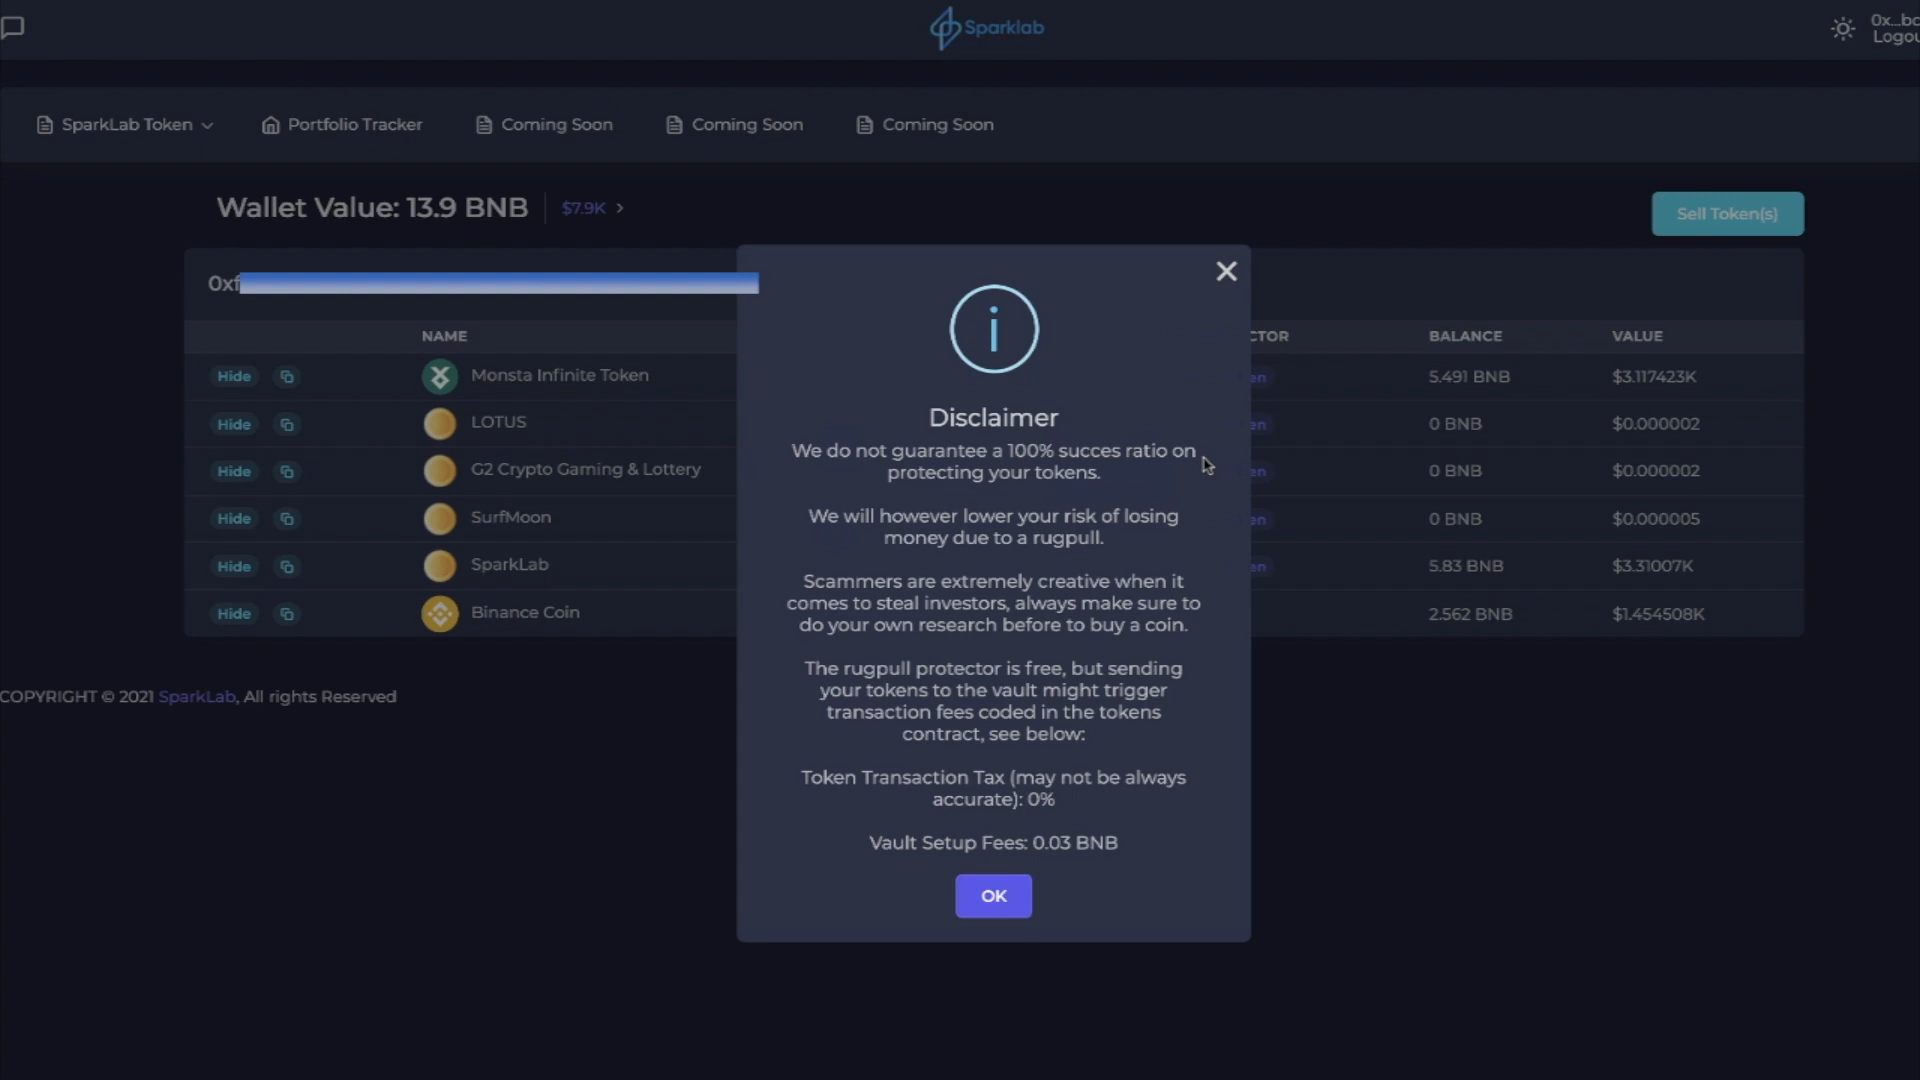 Sparklab
0x_bc
Logou
SparkLab Token
Portfolio Tracker
Coming Soon
Coming Soon
Coming Soon
Wallet Value: 13.9 BNB
$7.9K
Sell Token(s)
0xf
NAME
CTOR
BALANCE
VALUE
Hide
Monsta Infinite Token
en
5.491 BNB
$3.117423K
Hide
LOTUS
en
0 BNB
$0.000002
Hide
G2 Crypto Gaming & Lottery
en
0 BNB
$0.000002
Hide
SurfMoon
en
0 BNB
$0.000005
Hide
SparkLab
en
5.83 BNB
$3.31007K
Hide
Binance Coin
2.562 BNB
$1.454508K
Disclaimer
We do not guarantee a 100% succes ratio on
protecting your tokens.
We will however lower your risk of losing
money due to a rugpull.
Scammers are extremely creative when it
comes to steal investors, always make sure to
do your own research before to buy a coin.
The rugpull protector is free, but sending
your tokens to the vault might trigger
transaction fees coded in the tokens
contract, see below:
Token Transaction Tax (may not be always
accurate): 0%
Vault Setup Fees: 0.03 BNB
OK
COPYRIGHT © 2021 SparkLab, All rights Reserved